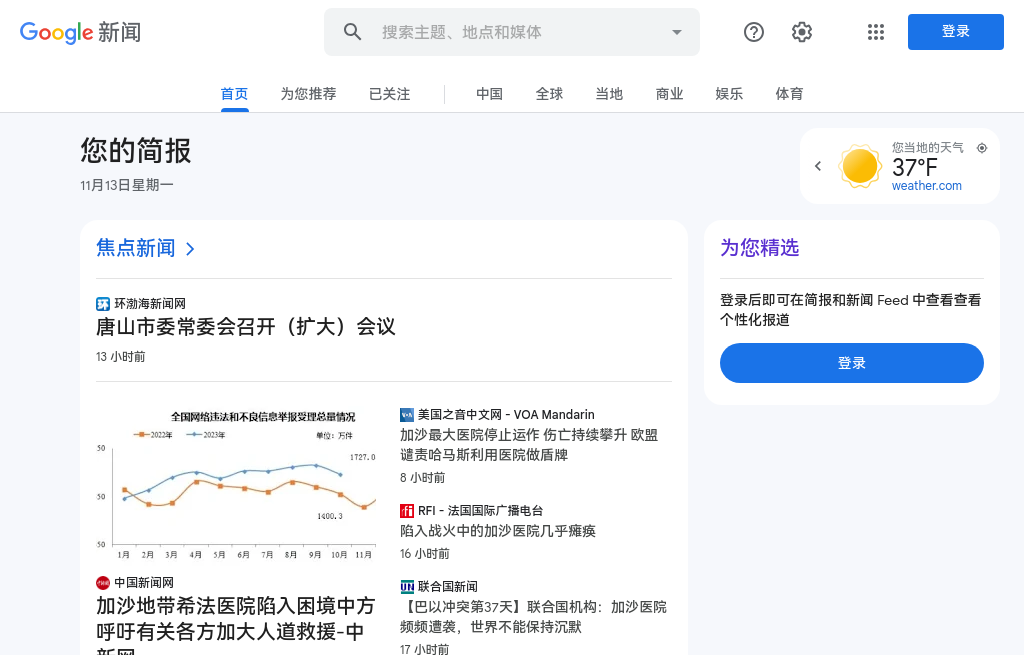 Google 新闻
搜索主题、地点和媒体
登录
首页
为您推荐
已关注
中国
全球
当地
商业
娱乐
体育
您的简报
11月13日星期一
您当地的天气
37°F
weather.com
焦点新闻
环渤海新闻网
唐山市委常委会召开（扩大）会议
13 小时前
全国网络违法和不良信息举报受理总量情况
2022年
2023年
单位：万件
50
50
50
1727.0
1400.3
1月 2月 3月 4月 5月 6月 7月 8月 9月 10月 11月
中国新闻网
加沙地带希法医院陷入困境中方
呼吁有关各方加大人道救援-中
新网
VOA
美国之音中文网 - VOA Mandarin
加沙最大医院停止运作 伤亡持续攀升 欧盟
谴责哈马斯利用医院做盾牌
8 小时前
rfi
RFI - 法国国际广播电台
陷入战火中的加沙医院几乎瘫痪
16 小时前
UN
联合国新闻
【巴以冲突第37天】联合国机构：加沙医院
频频遭袭，世界不能保持沉默
17 小时前
为您精选
登录后即可在简报和新闻 Feed 中查看查看
个性化报道
登录